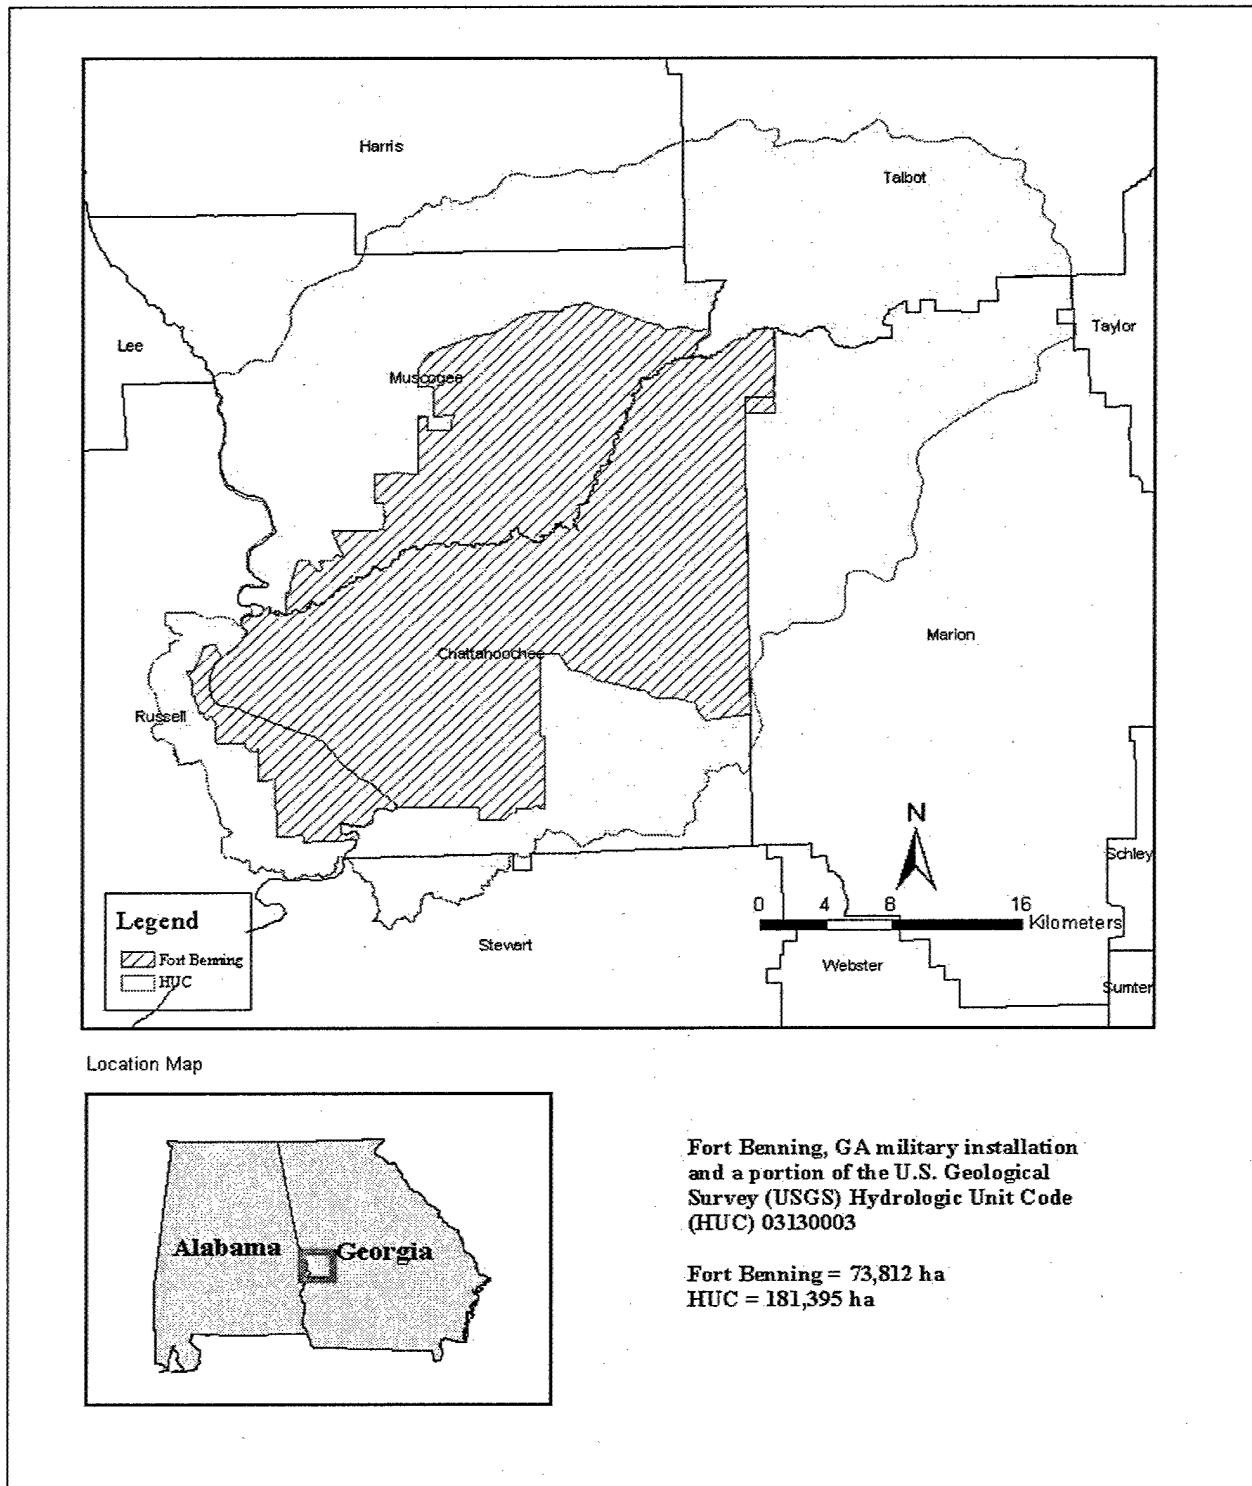 Harris
Talbot
Lee
Taylor
Muscogee
Marion
Chattahoochee
Russell
N
Schley
0 4 8 16
Kilometers
Legend
Fort Benning
HUC
Stewart
Webster
Sumter
Location Map
Alabama
Georgia
Fort Benning, GA military installation
and a portion of the U.S. Geological
Survey (USGS) Hydrologic Unit Code
(HUC) 03130003
Fort Benning = 73,812 ha
HUC = 181,395 ha